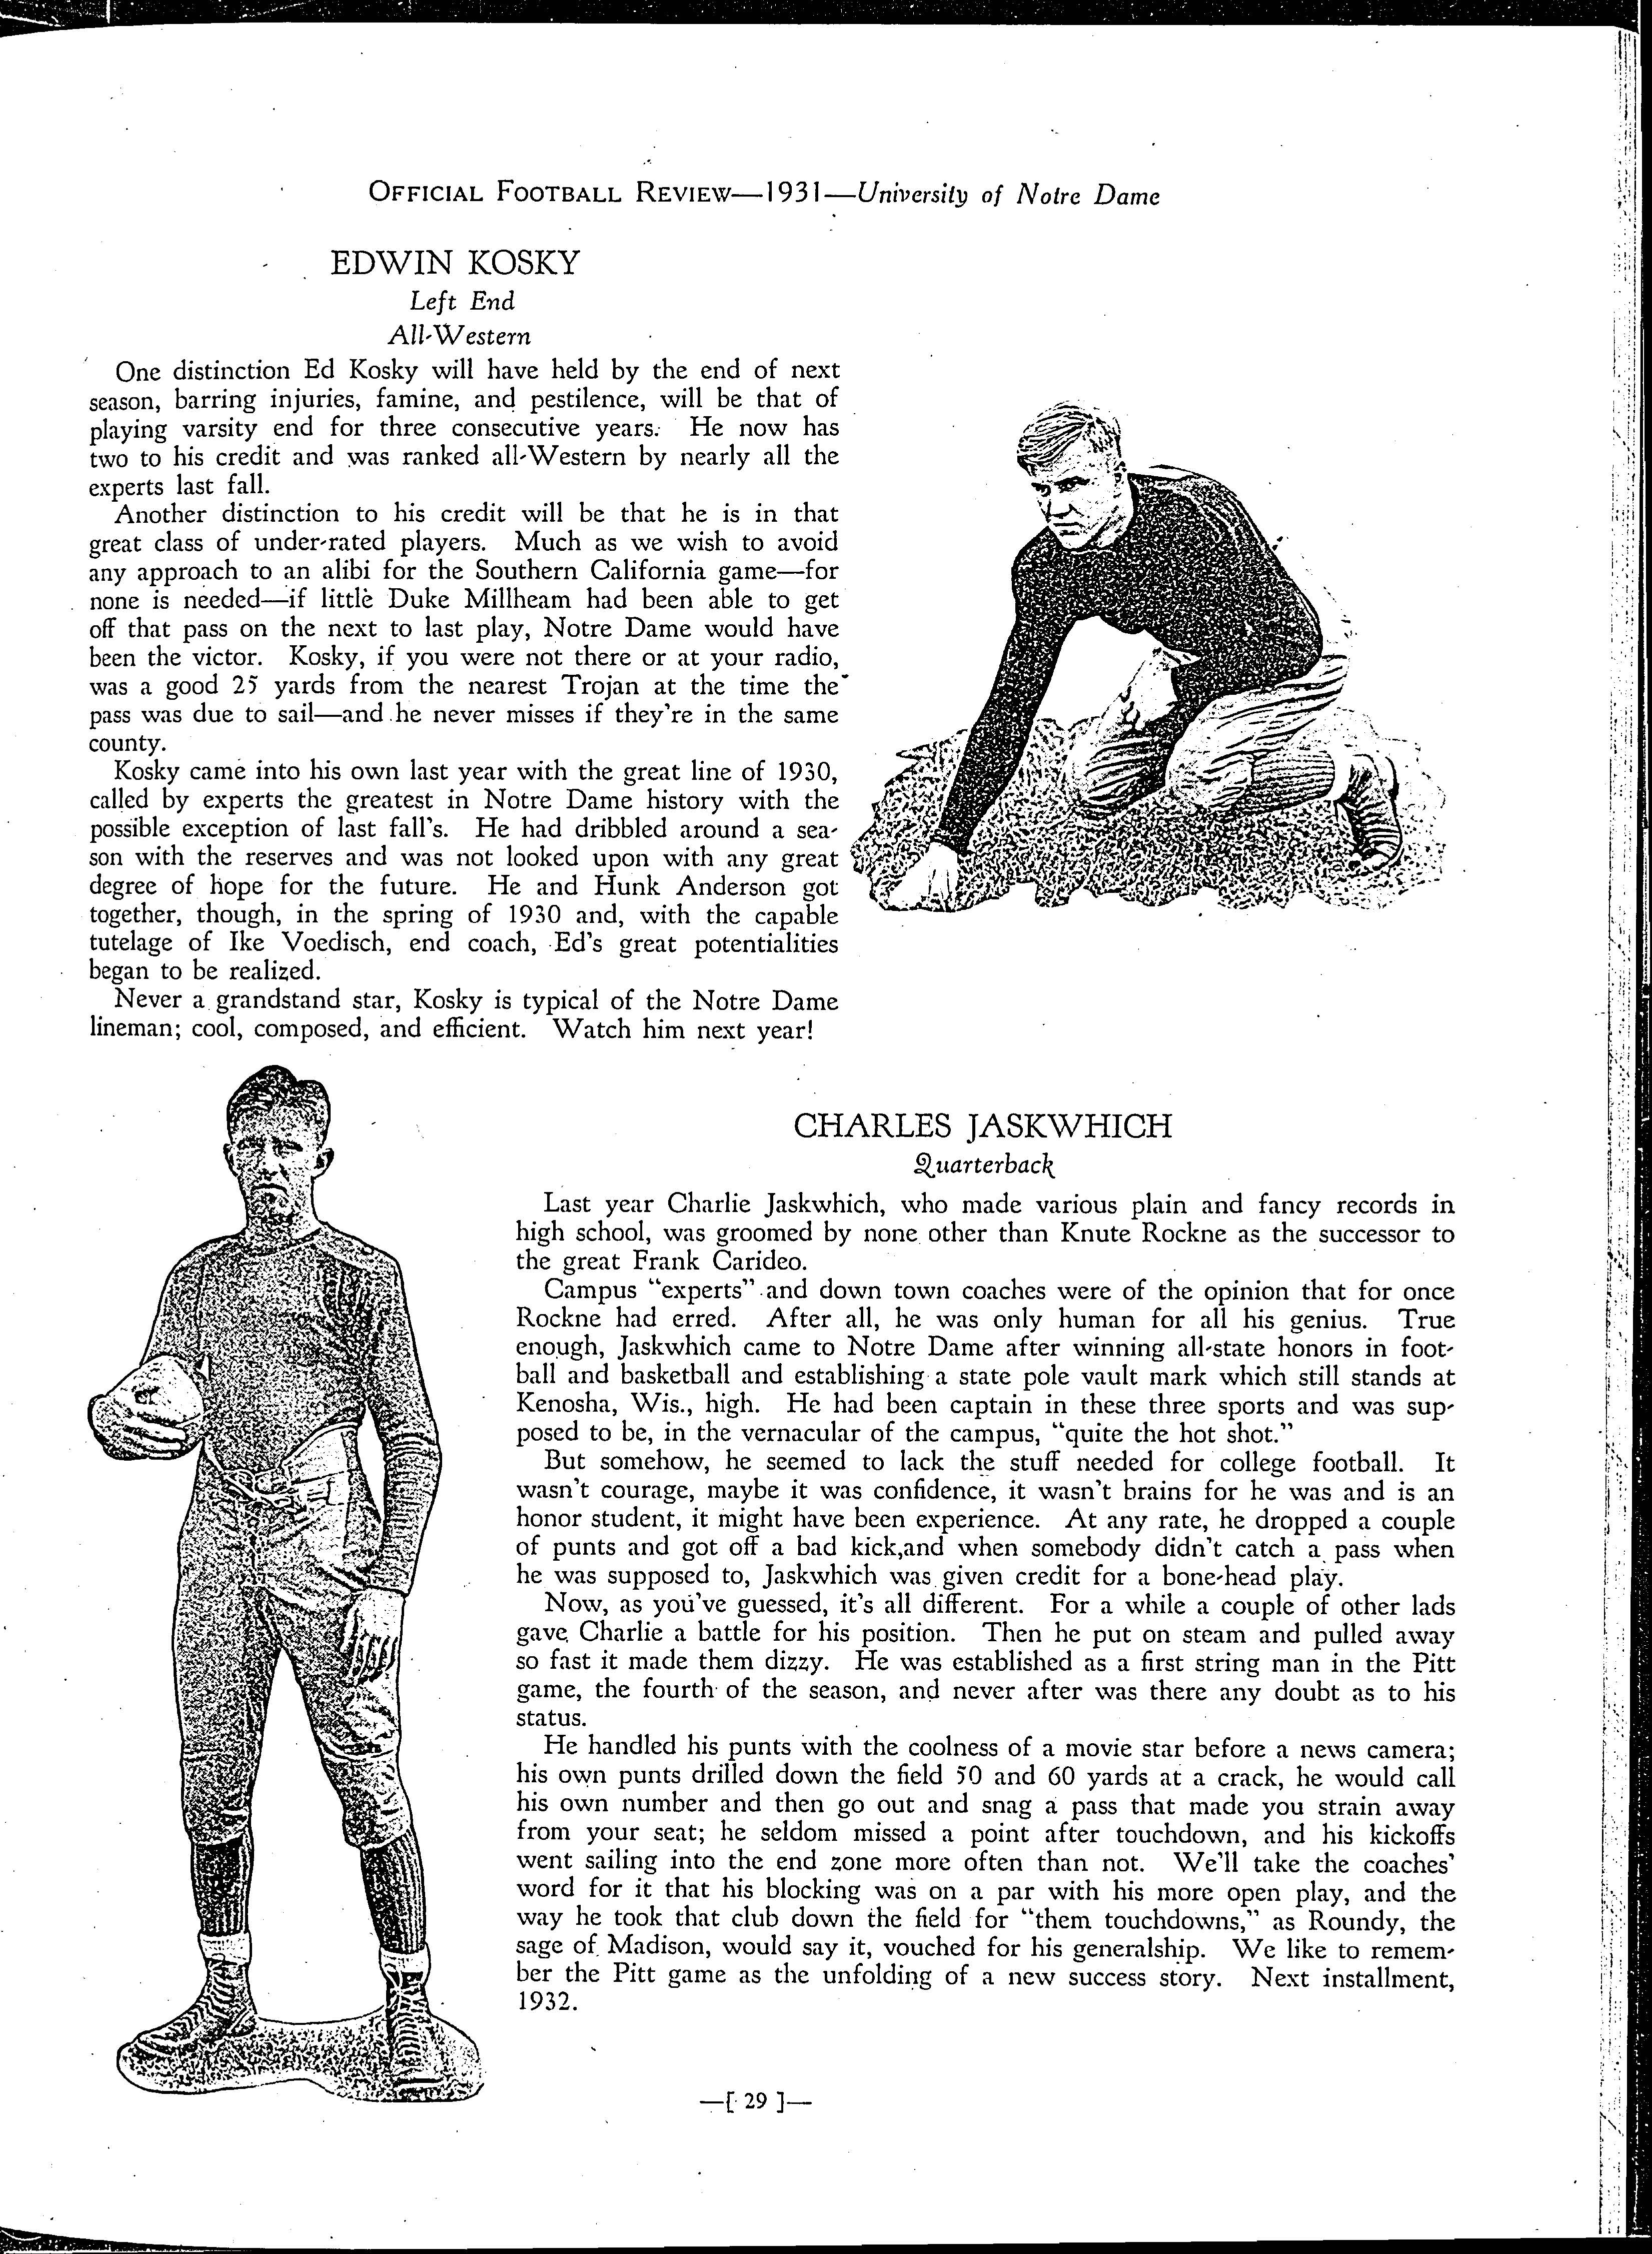 OFFICIAL FOOTBALL REVIEW—1931—University of Notre Dame
EDWIN KOSKY
Left End
All-Western
One distinction Ed Kosky will have held by the end of next
season, barring injuries, famine, and pestilence, will be that of
playing varsity end for three consecutive years. He now has
two to his credit and was ranked all-Western by nearly all the
experts last fall.
Another distinction to his credit will be that he is in that
great class of under-rated players. Much as we wish to avoid
any approach to an alibi for the Southern California game—for
none is needed—if little Duke Millheam had been able to get
off that pass on the next to last play, Notre Dame would have
been the victor. Kosky, if you were not there or at your radio,
was a good 25 yards from the nearest Trojan at the time the
pass was due to sail—and he never misses if they're in the same
county.
Kosky came into his own last year with the great line of 1930,
called by experts the greatest in Notre Dame history with the
possible exception of last fall's. He had dribbled around a sea-
son with the reserves and was not looked upon with any great
degree of hope for the future. He and Hunk Anderson got
together, though, in the spring of 1930 and, with the capable
tutelage of Ike Voedisch, end coach, Ed's great potentialities
began to be realized.
Never a grandstand star, Kosky is typical of the Notre Dame
lineman; cool, composed, and efficient. Watch him next year!
CHARLES JASKWHICH
Quarterback
Last year Charlie Jaskwhich, who made various plain and fancy records in
high school, was groomed by none other than Knute Rockne as the successor to
the great Frank Carideo.
Campus "experts" and down town coaches were of the opinion that for once
Rockne had erred. After all, he was only human for all his genius. True
enough, Jaskwhich came to Notre Dame after winning all-state honors in foot-
ball and basketball and establishing a state pole vault mark which still stands at
Kenosha, Wis., high. He had been captain in these three sports and was sup-
posed to be, in the vernacular of the campus, "quite the hot shot."
But somehow, he seemed to lack the stuff needed for college football. It
wasn't courage, maybe it was confidence, it wasn't brains for he was and is an
honor student, it might have been experience. At any rate, he dropped a couple
of punts and got off a bad kick,and when somebody didn't catch a pass when
he was supposed to, Jaskwhich was given credit for a bone-head play.
Now, as you've guessed, it's all different. For a while a couple of other lads
gave Charlie a battle for his position. Then he put on steam and pulled away
so fast it made them dizzy. He was established as a first string man in the Pitt
game, the fourth of the season, and never after was there any doubt as to his
status.
He handled his punts with the coolness of a movie star before a news camera;
his own punts drilled down the field 50 and 60 yards at a crack, he would call
his own number and then go out and snag a pass that made you strain away
from your seat; he seldom missed a point after touchdown, and his kickoffs
went sailing into the end zone more often than not. We'll take the coaches'
word for it that his blocking was on a par with his more open play, and the
way he took that club down the field for "them touchdowns," as Roundy, the
sage of Madison, would say it, vouched for his generalship. We like to remem-
ber the Pitt game as the unfolding of a new success story. Next installment,
1932.
—[ 29 ]—